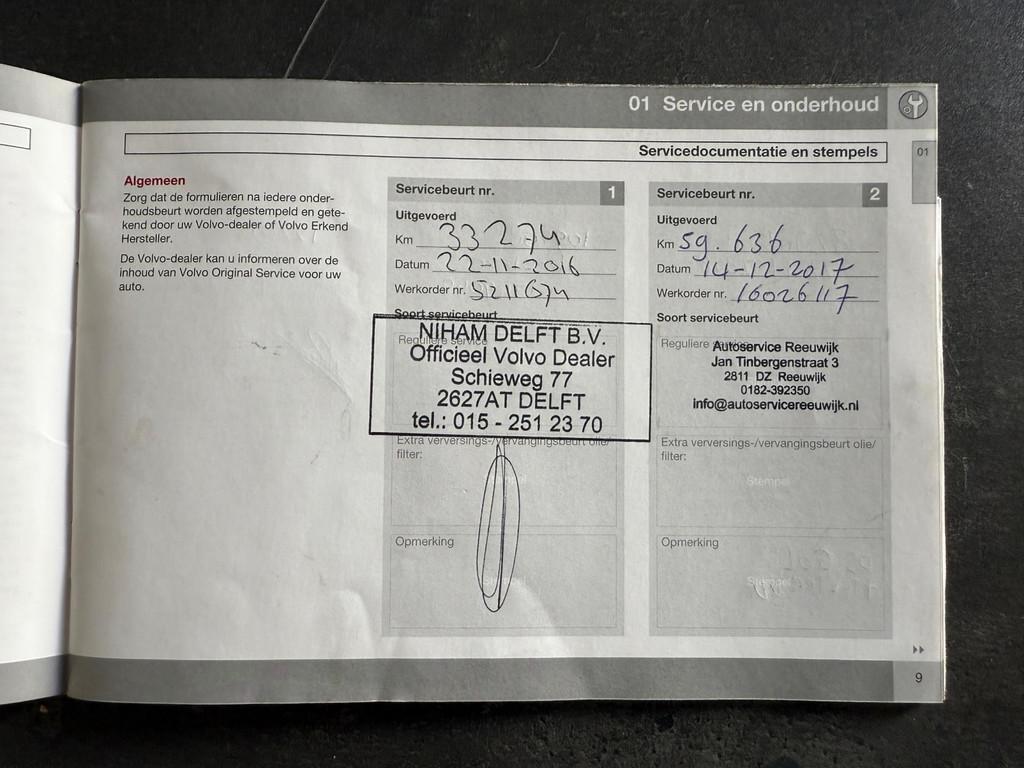 01 Service en onderhoud
Servicedocumentatie en stempels
01
Algemeen
Zorg dat de formulieren na iedere onder-
houdsbeurt worden afgestempeld en gete-
kend door uw Volvo-dealer of Volvo Erkend
Hersteller.
De Volvo-dealer kan u informeren over de
inhoud van Volvo Original Service voor uw
auto.
Servicebeurt nr. 1
Uitgevoerd
Km 33274
Datum 22-11-2016
Werkorder nr. 5211674
Soort servicebeurt
Reguliere service
NIHAM DELFT B.V.
Officieel Volvo Dealer
Schieweg 77
2627AT DELFT
tel.: 015 - 251 23 70
Extra verversings-/vervangingsbeurt olie/
filter:
Opmerking
Stempel
Servicebeurt nr. 2
Uitgevoerd
Km 59.636
Datum 14-12-2017
Werkorder nr. 16026117
Soort servicebeurt
Reguliere service
Autoservice Reeuwijk
Jan Tinbergenstraat 3
2811 DZ Reeuwijk
0182-392350
info@autoservicereeuwijk.nl
Extra verversings-/vervangingsbeurt olie/
filter:
Stempel
Opmerking
Stempel
9